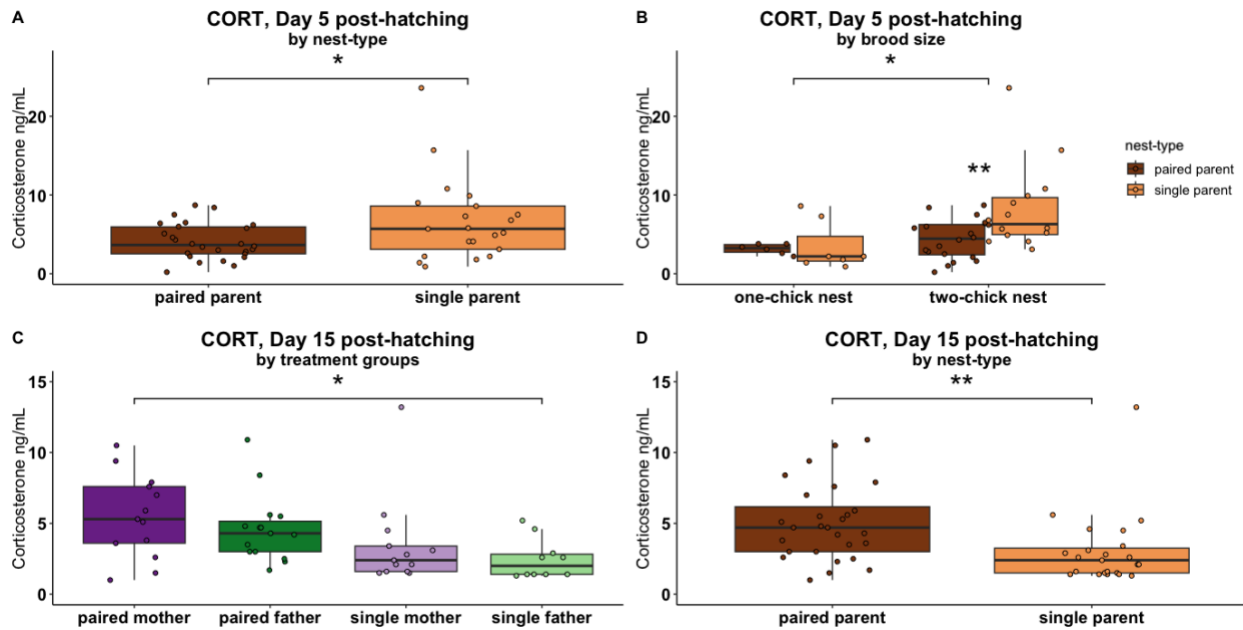 A
CORT, Day 5 post-hatching
by nest-type
*
Corticosterone ng/mL
20
10
0
paired parent
single parent
B
CORT, Day 5 post-hatching
by brood size
*
**
Corticosterone ng/mL
20
10
0
one-chick nest
two-chick nest
nest-type
paired parent
single parent
C
CORT, Day 15 post-hatching
by treatment groups
*
Corticosterone ng/mL
15
10
5
0
paired mother
paired father
single mother
single father
D
CORT, Day 15 post-hatching
by nest-type
**
Corticosterone ng/mL
15
10
5
0
paired parent
single parent